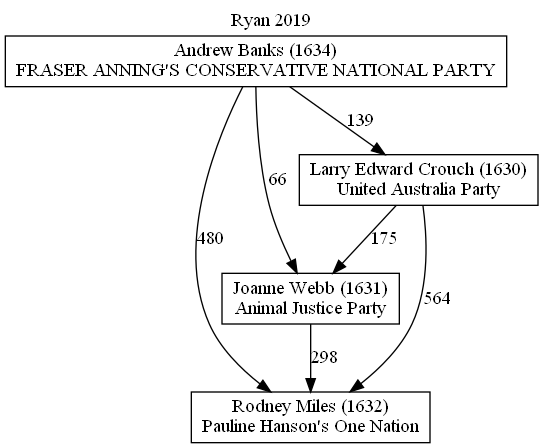 Ryan 2019
Andrew Banks (1634)
FRASER ANNING'S CONSERVATIVE NATIONAL PARTY
139
Larry Edward Crouch (1630)
United Australia Party
66
480
175
Joanne Webb (1631)
Animal Justice Party
564
298
Rodney Miles (1632)
Pauline Hanson's One Nation